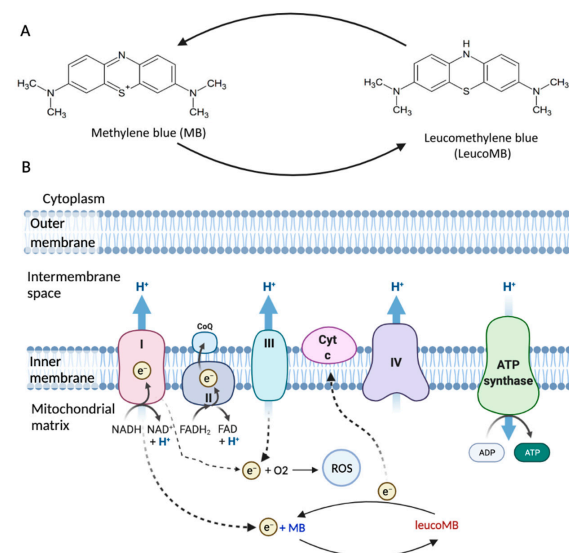 A
N
S⁺
H₃C
N
CH₃
CH₃
N
CH₃
Methylene blue (MB)
H
N
S
H₃C
N
CH₃
N
CH₃
CH₃
Leucomethylene blue
(LeucoMB)
B
Cytoplasm
Outer
membrane
Intermembrane
space
H⁺
H⁺
H⁺
H⁺
CoQ
I
e⁻
e⁻
II
III
Cyt
c
IV
ATP
synthase
Inner
membrane
Mitochondrial
matrix
NADH NAD⁺
+ H⁺
FADH₂ FAD
+ H⁺
ADP
ATP
e⁻ + O2
ROS
e⁻
e⁻ + MB
leucoMB